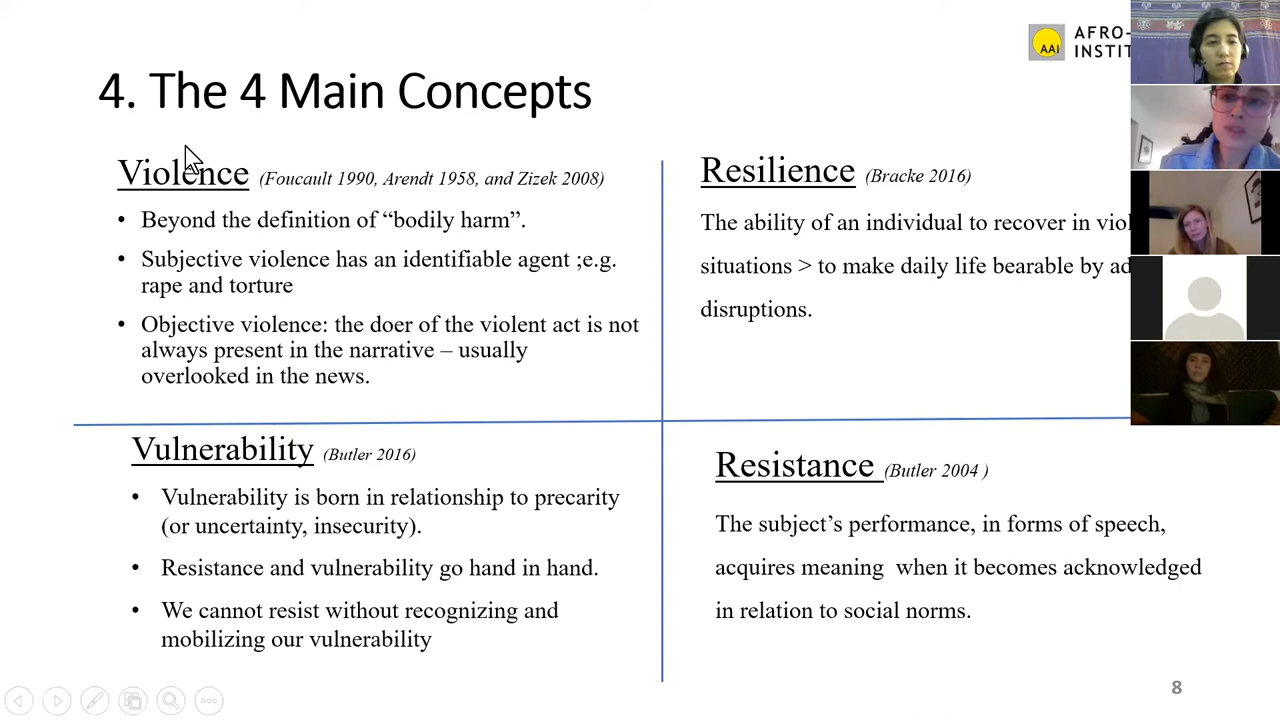 AAI
AFRO-
INSTIT
4. The 4 Main Concepts
Violence (Foucault 1990, Arendt 1958, and Zizek 2008)
• Beyond the definition of “bodily harm”.
• Subjective violence has an identifiable agent ;e.g.
rape and torture
• Objective violence: the doer of the violent act is not
always present in the narrative – usually
overlooked in the news.
Resilience (Bracke 2016)
The ability of an individual to recover in viol
situations > to make daily life bearable by ad
disruptions.
Vulnerability (Butler 2016)
• Vulnerability is born in relationship to precarity
(or uncertainty, insecurity).
• Resistance and vulnerability go hand in hand.
• We cannot resist without recognizing and
mobilizing our vulnerability
Resistance (Butler 2004 )
The subject’s performance, in forms of speech,
acquires meaning when it becomes acknowledged
in relation to social norms.
8